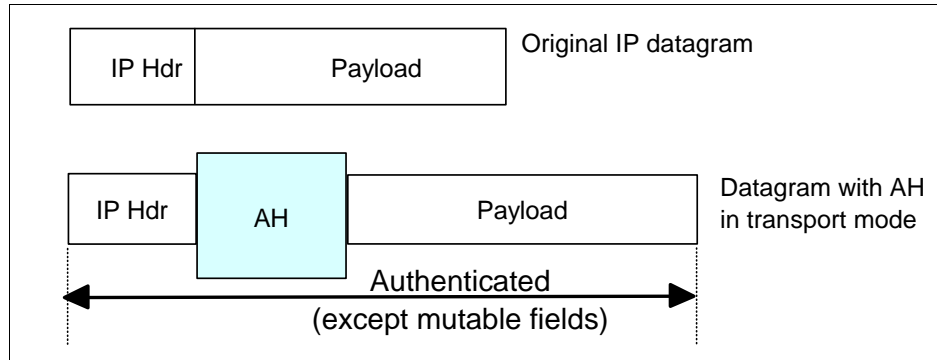 Original IP datagram
IP Hdr
Payload
Datagram with AH
in transport mode
IP Hdr
AH
Payload
Authenticated
(except mutable fields)